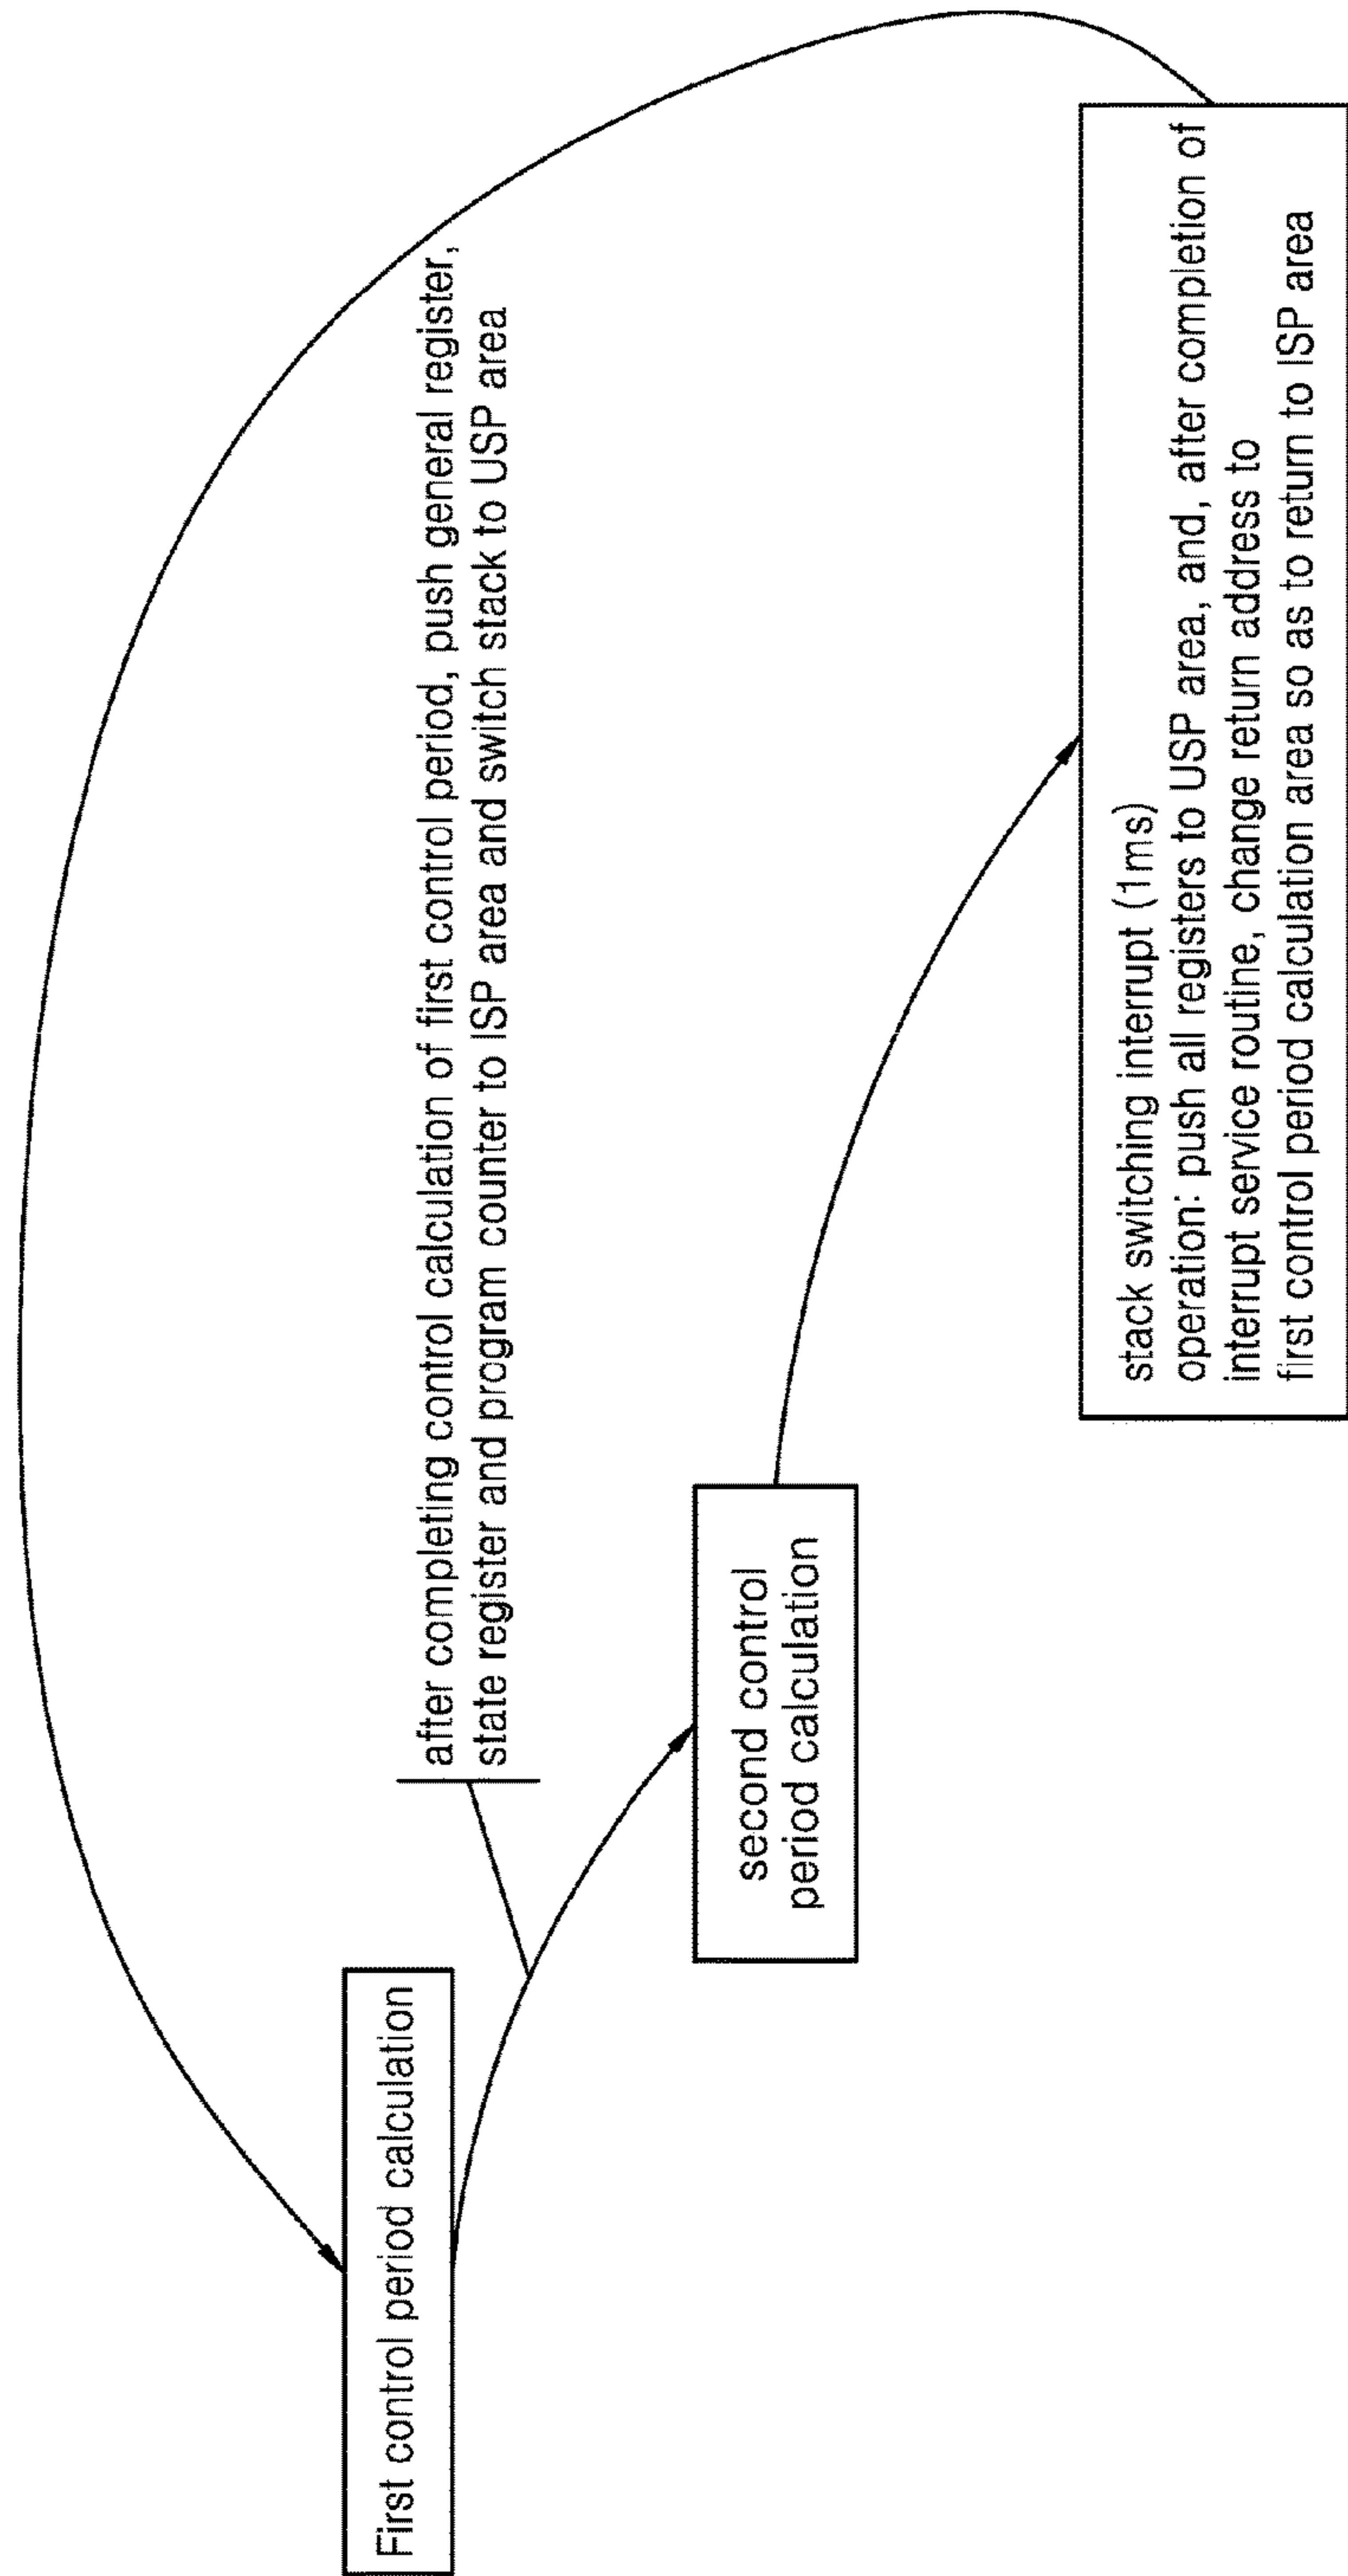 First control period calculation
after completing control calculation of first control period, push general register,
state register and program counter to ISP area and switch stack to USP area
second control
period calculation
stack switching interrupt (1ms)
operation: push all registers to USP area, and, after completion of
interrupt service routine, change return address to
first control period calculation area so as to return to ISP area